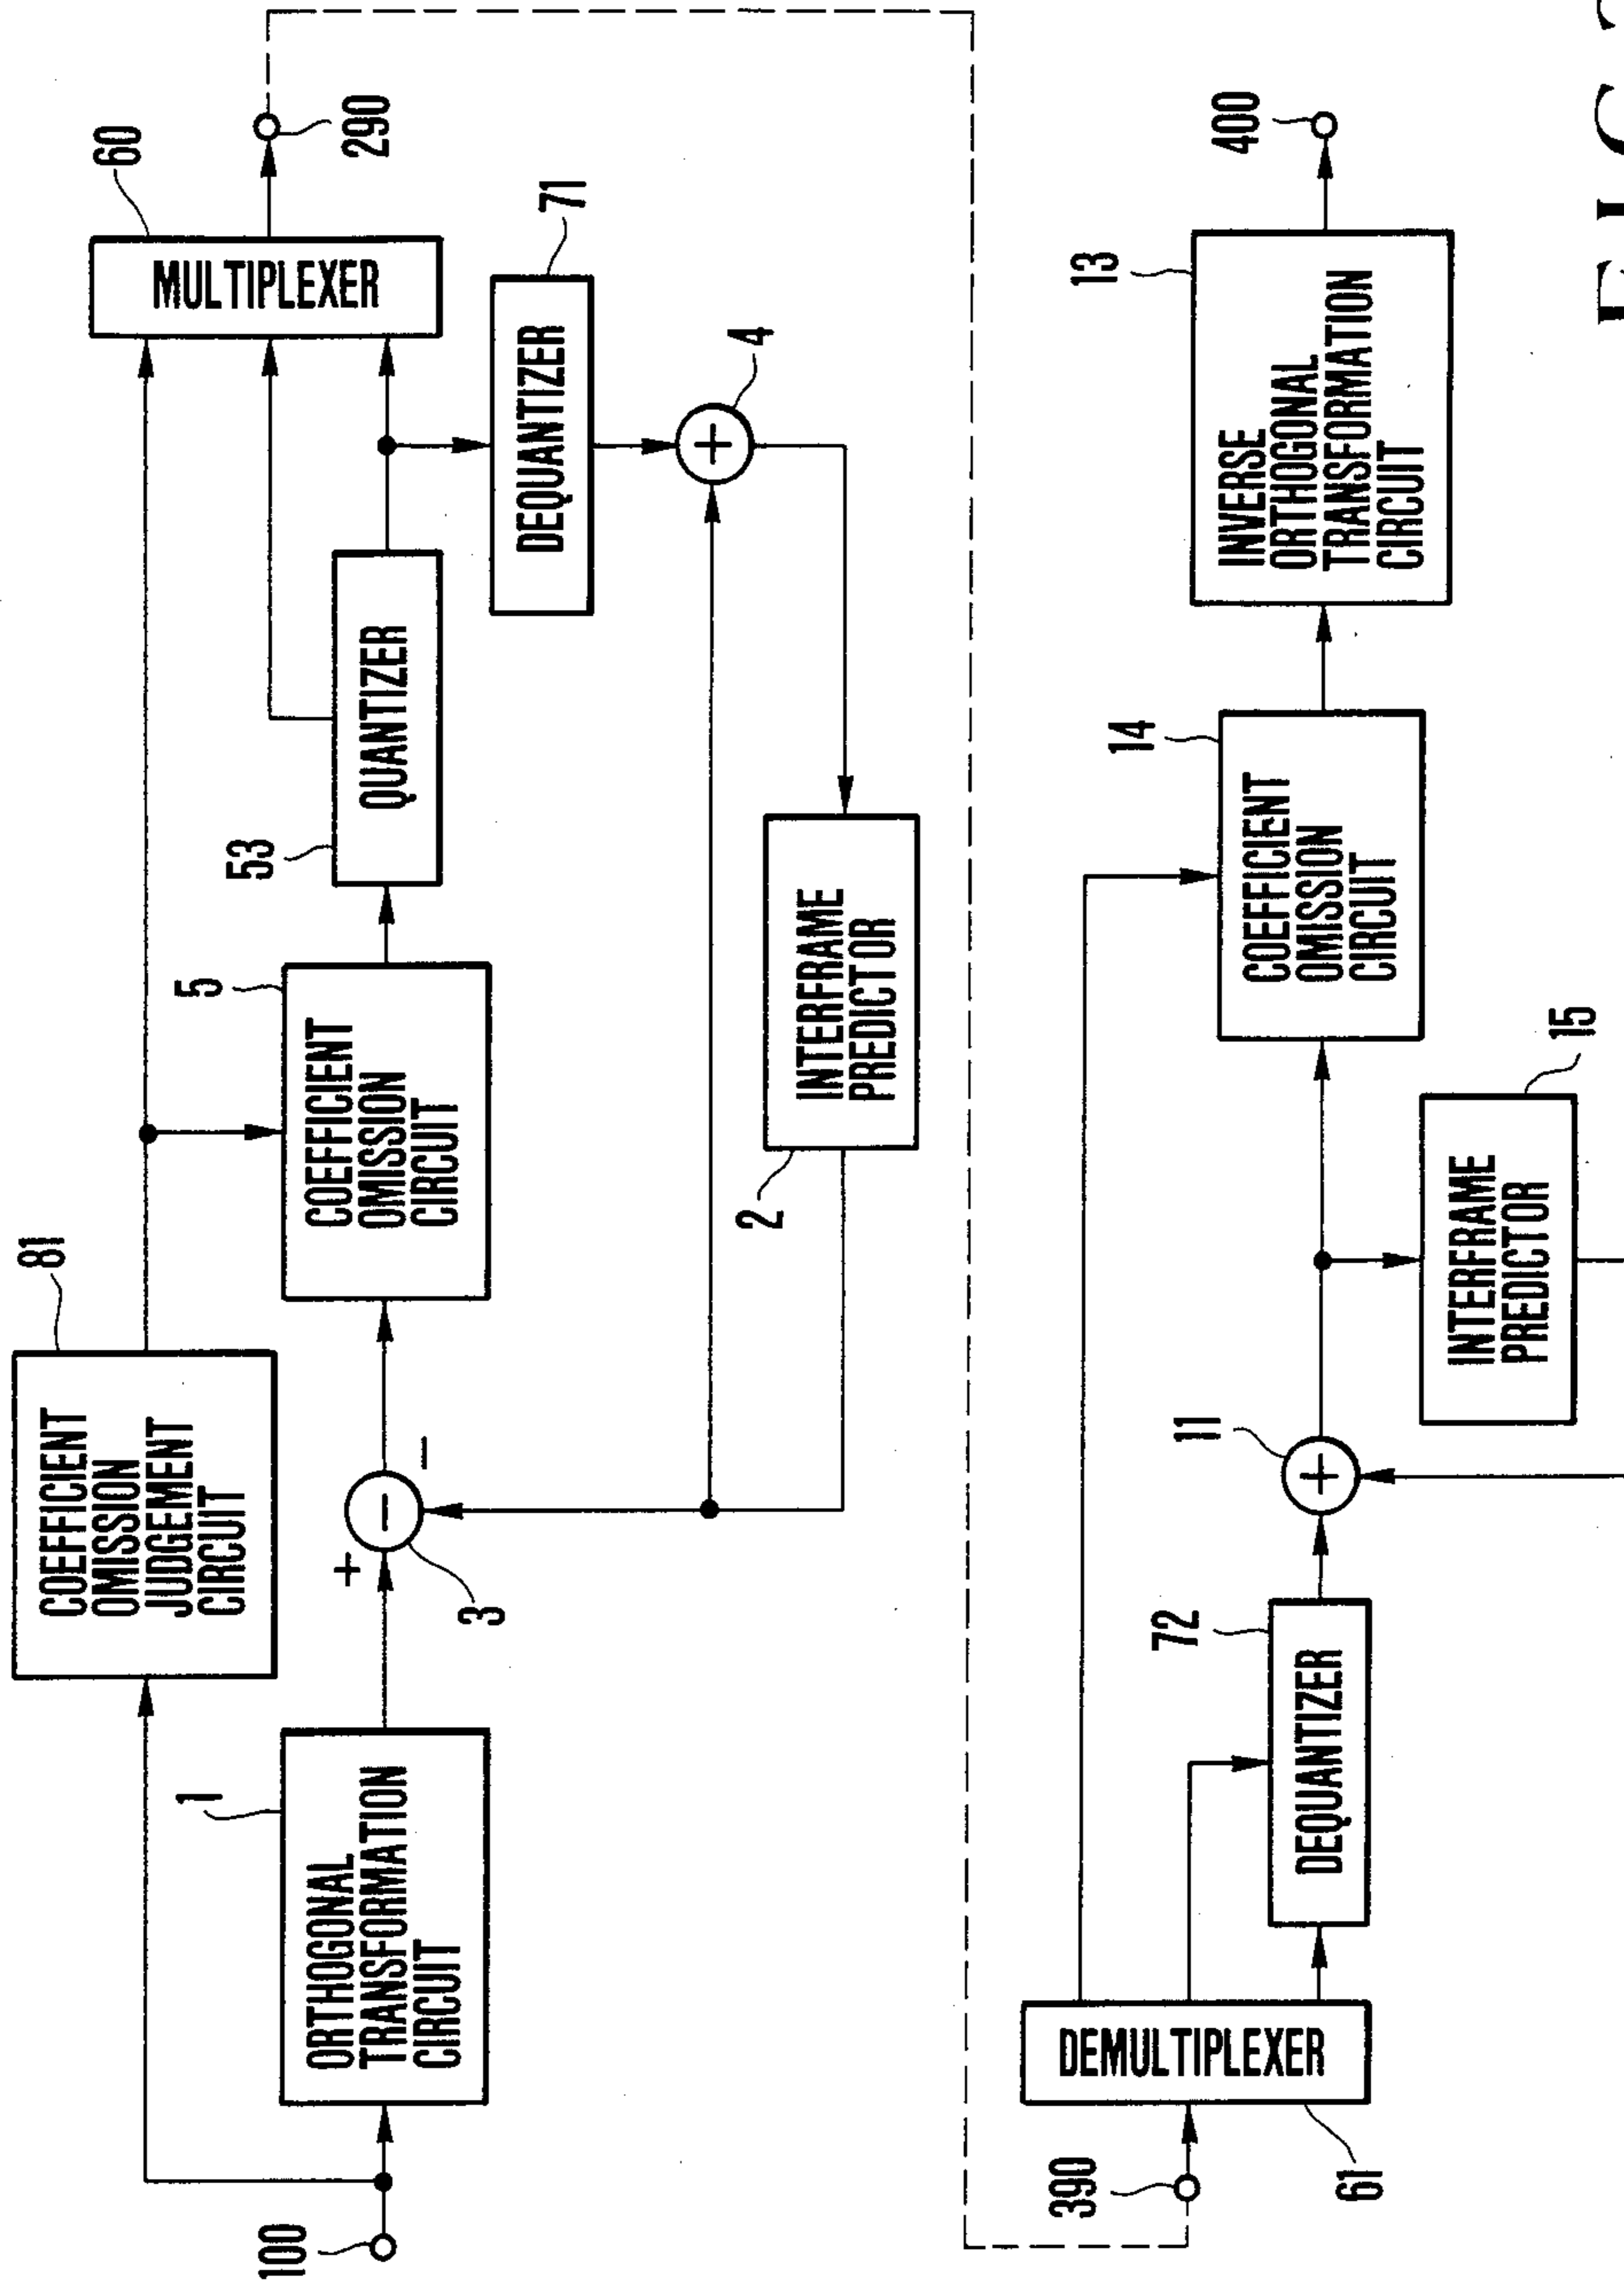 100
1
ORTHOGONAL
TRANSFORMATION
CIRCUIT
81
COEFFICIENT
OMISSION
JUDGEMENT
CIRCUIT
+
−
−
3
5
COEFFICIENT
OMISSION
CIRCUIT
53
QUANTIZER
60
MULTIPLEXER
290
71
DEQUANTIZER
4
+
2
INTERFRAME
PREDICTOR
390
61
DEMULTIPLEXER
72
DEQUANTIZER
11
+
15
INTERFRAME
PREDICTOR
14
COEFFICIENT
OMISSION
CIRCUIT
13
INVERSE
ORTHOGONAL
TRANSFORMATION
CIRCUIT
400